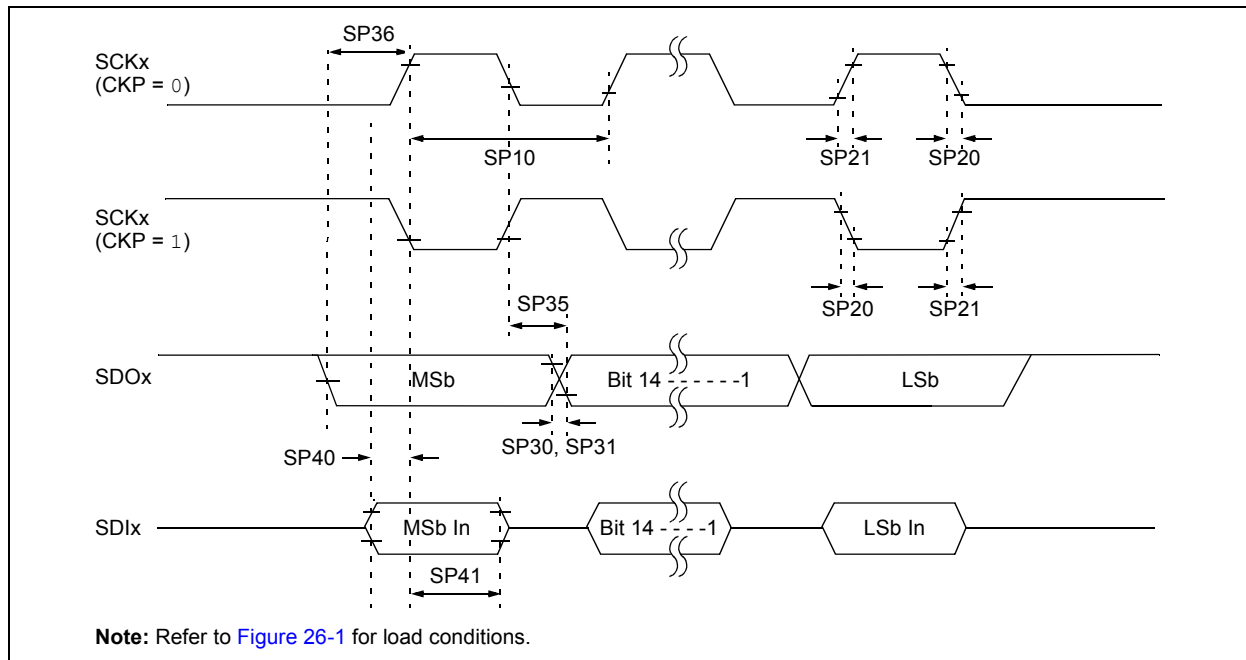 SP36
SCKx
(CKP = 0)
SP10
SP21
SP20
SCKx
(CKP = 1)
SP35
SP20
SP21
SDOx
MSb
Bit 14 - - - - - -1
LSb
SP30, SP31
SP40
SDIx
MSb In
Bit 14 - - - -1
LSb In
SP41
Note: Refer to Figure 26-1 for load conditions.